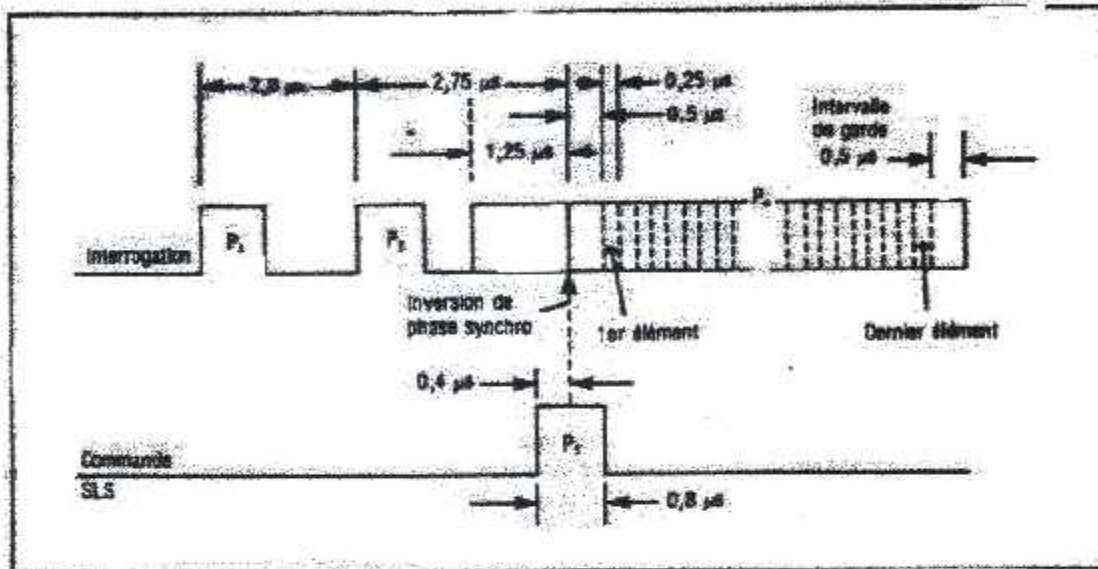 2,0 µs
2,75 µs
0,25 µs
0,5 µs
1,25 µs
Intervalle
de garde
0,5 µs
Interrogation
P₁
P₂
P₆
Inversion de
phase synchro
1er élément
Dernier élément
0,4 µs
P₅
Commande
SLS
0,8 µs